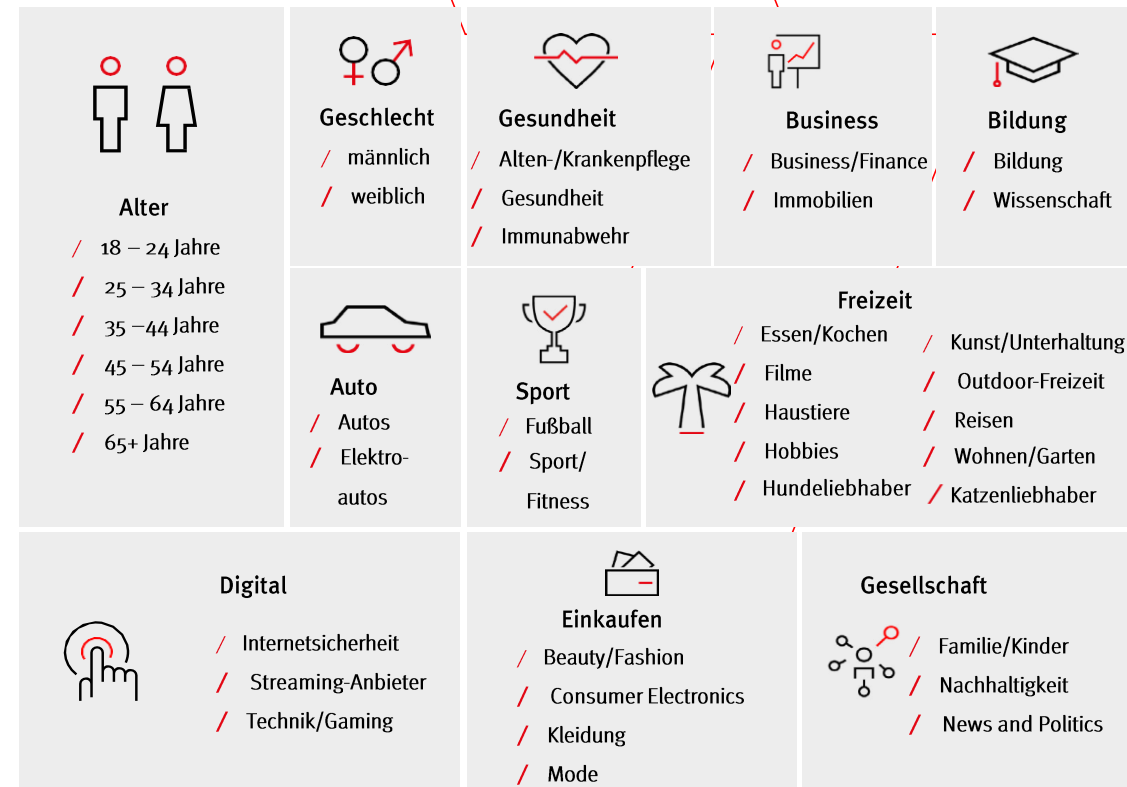 Alter
/ 18 – 24 Jahre
/ 25 – 34 Jahre
/ 35 –44 Jahre
/ 45 – 54 Jahre
/ 55 – 64 Jahre
/ 65+ Jahre
Geschlecht
/ männlich
/ weiblich
Gesundheit
/ Alten-/Krankenpflege
/ Gesundheit
/ Immunabwehr
Business
/ Business/Finance
/ Immobilien
Bildung
/ Bildung
/ Wissenschaft
Auto
/ Autos
/ Elektro-
autos
Sport
/ Fußball
/ Sport/
Fitness
Freizeit
/ Essen/Kochen
/ Filme
/ Haustiere
/ Hobbies
/ Hundeliebhaber
/ Kunst/Unterhaltung
/ Outdoor-Freizeit
/ Reisen
/ Wohnen/Garten
/ Katzenliebhaber
Digital
/ Internetsicherheit
/ Streaming-Anbieter
/ Technik/Gaming
Einkaufen
/ Beauty/Fashion
/ Consumer Electronics
/ Kleidung
/ Mode
Gesellschaft
/ Familie/Kinder
/ Nachhaltigkeit
/ News and Politics